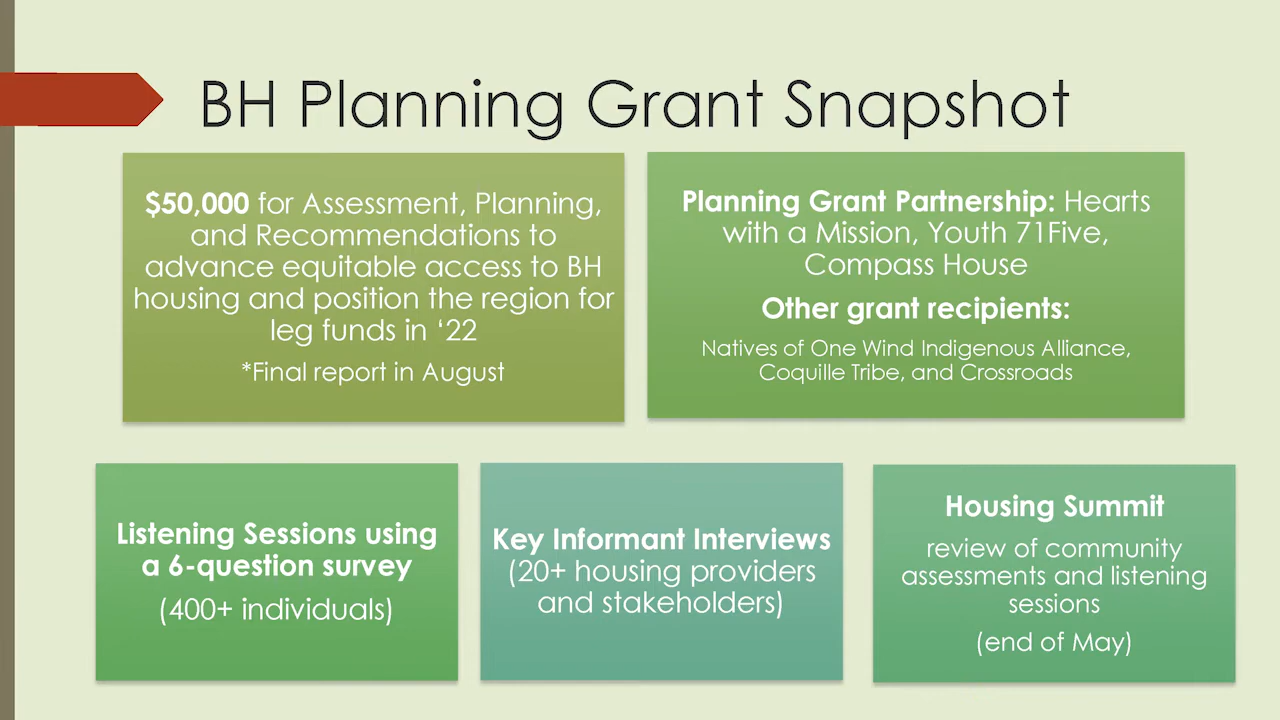 BH Planning Grant Snapshot
$50,000 for Assessment, Planning,
and Recommendations to
advance equitable access to BH
housing and position the region for
leg funds in ‘22
*Final report in August
Planning Grant Partnership: Hearts
with a Mission, Youth 71Five,
Compass House
Other grant recipients:
Natives of One Wind Indigenous Alliance,
Coquille Tribe, and Crossroads
Listening Sessions using
a 6-question survey
(400+ individuals)
Key Informant Interviews
(20+ housing providers
and stakeholders)
Housing Summit
review of community
assessments and listening
sessions
(end of May)